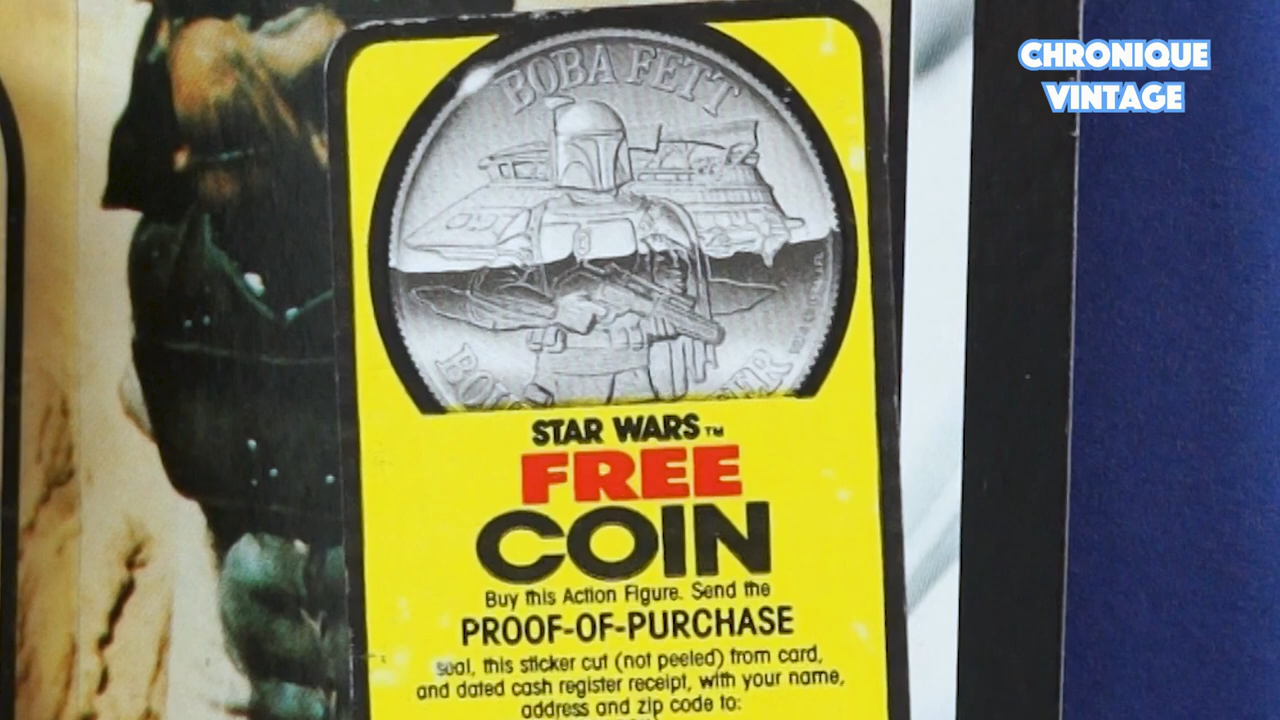 CHRONIQUE
VINTAGE
BOBA FETT
STAR WARS™
FREE
COIN
Buy this Action Figure. Send the
PROOF-OF-PURCHASE
seal, this sticker cut (not peeled) from card,
and dated cash register receipt, with your name,
address and zip code to: